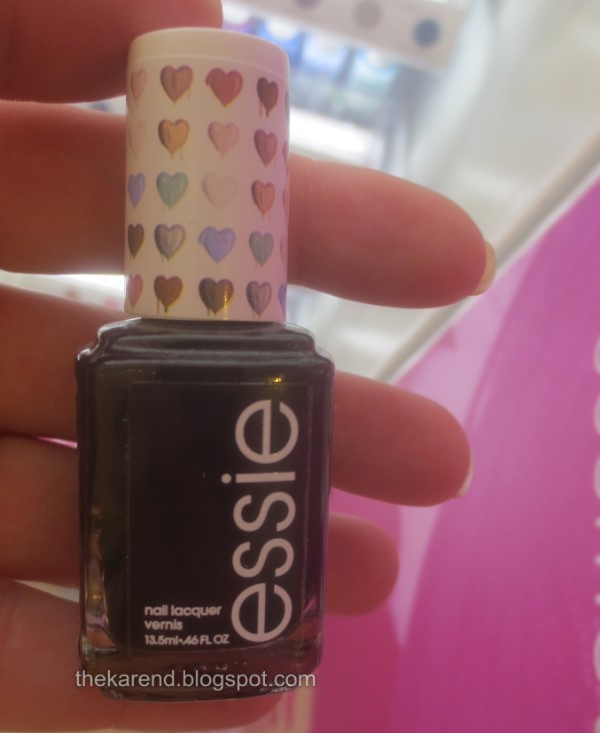 essie
nail lacquer
vernis
13.5ml•.46 FL OZ
thekarend.blogspot.com